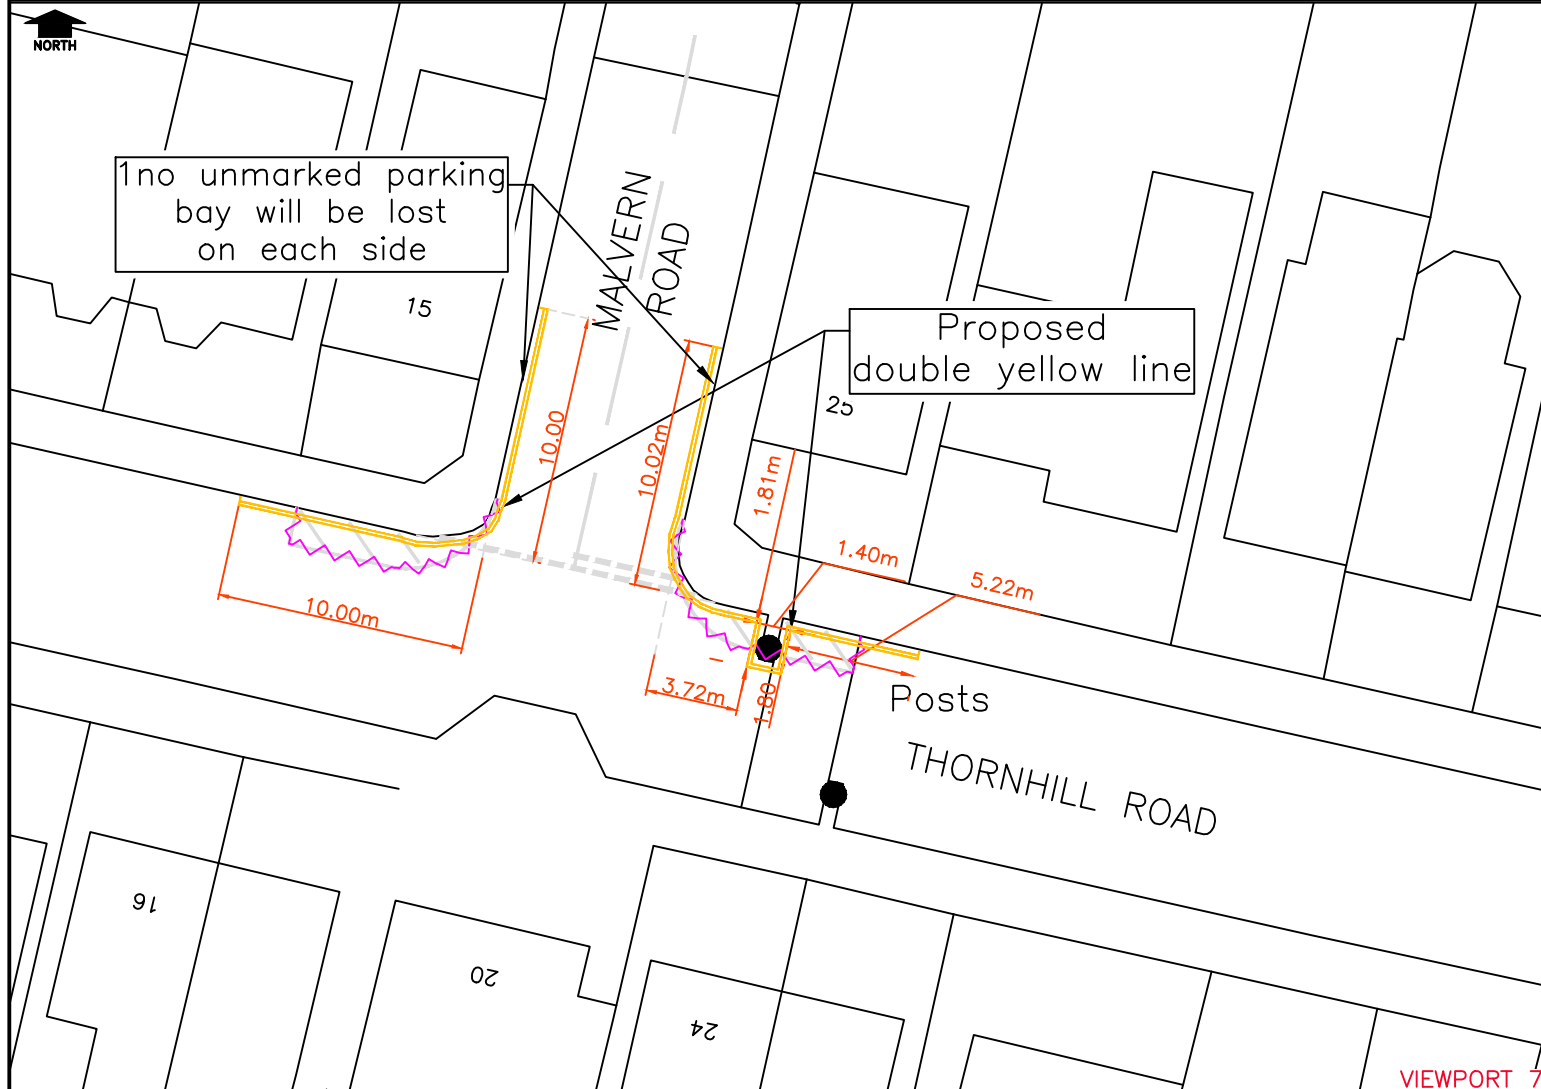 NORTH
1no unmarked parking
bay will be lost
on each side
MALVERN
ROAD
15
Proposed
double yellow line
25
10.00
10.02m
1.81m
1.40m
5.22m
10.00m
3.72m
1.80
Posts
THORNHILL ROAD
16
20
24
VIEWPORT 7